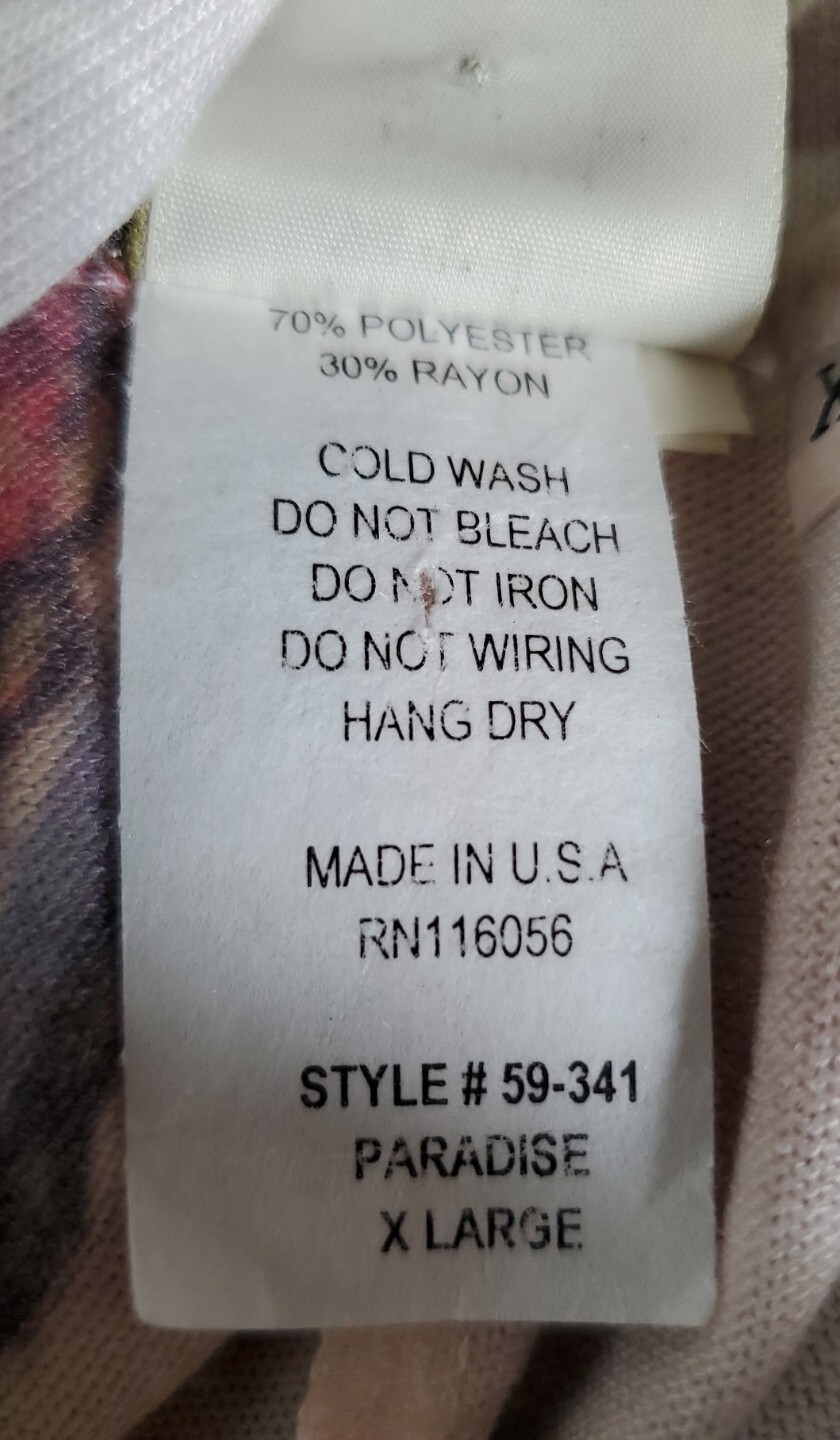 70% POLYESTER
30% RAYON
COLD WASH
DO NOT BLEACH
DO NOT IRON
DO NOT WIRING
HANG DRY
MADE IN U.S.A
RN116056
STYLE # 59-341
PARADISE
X LARGE